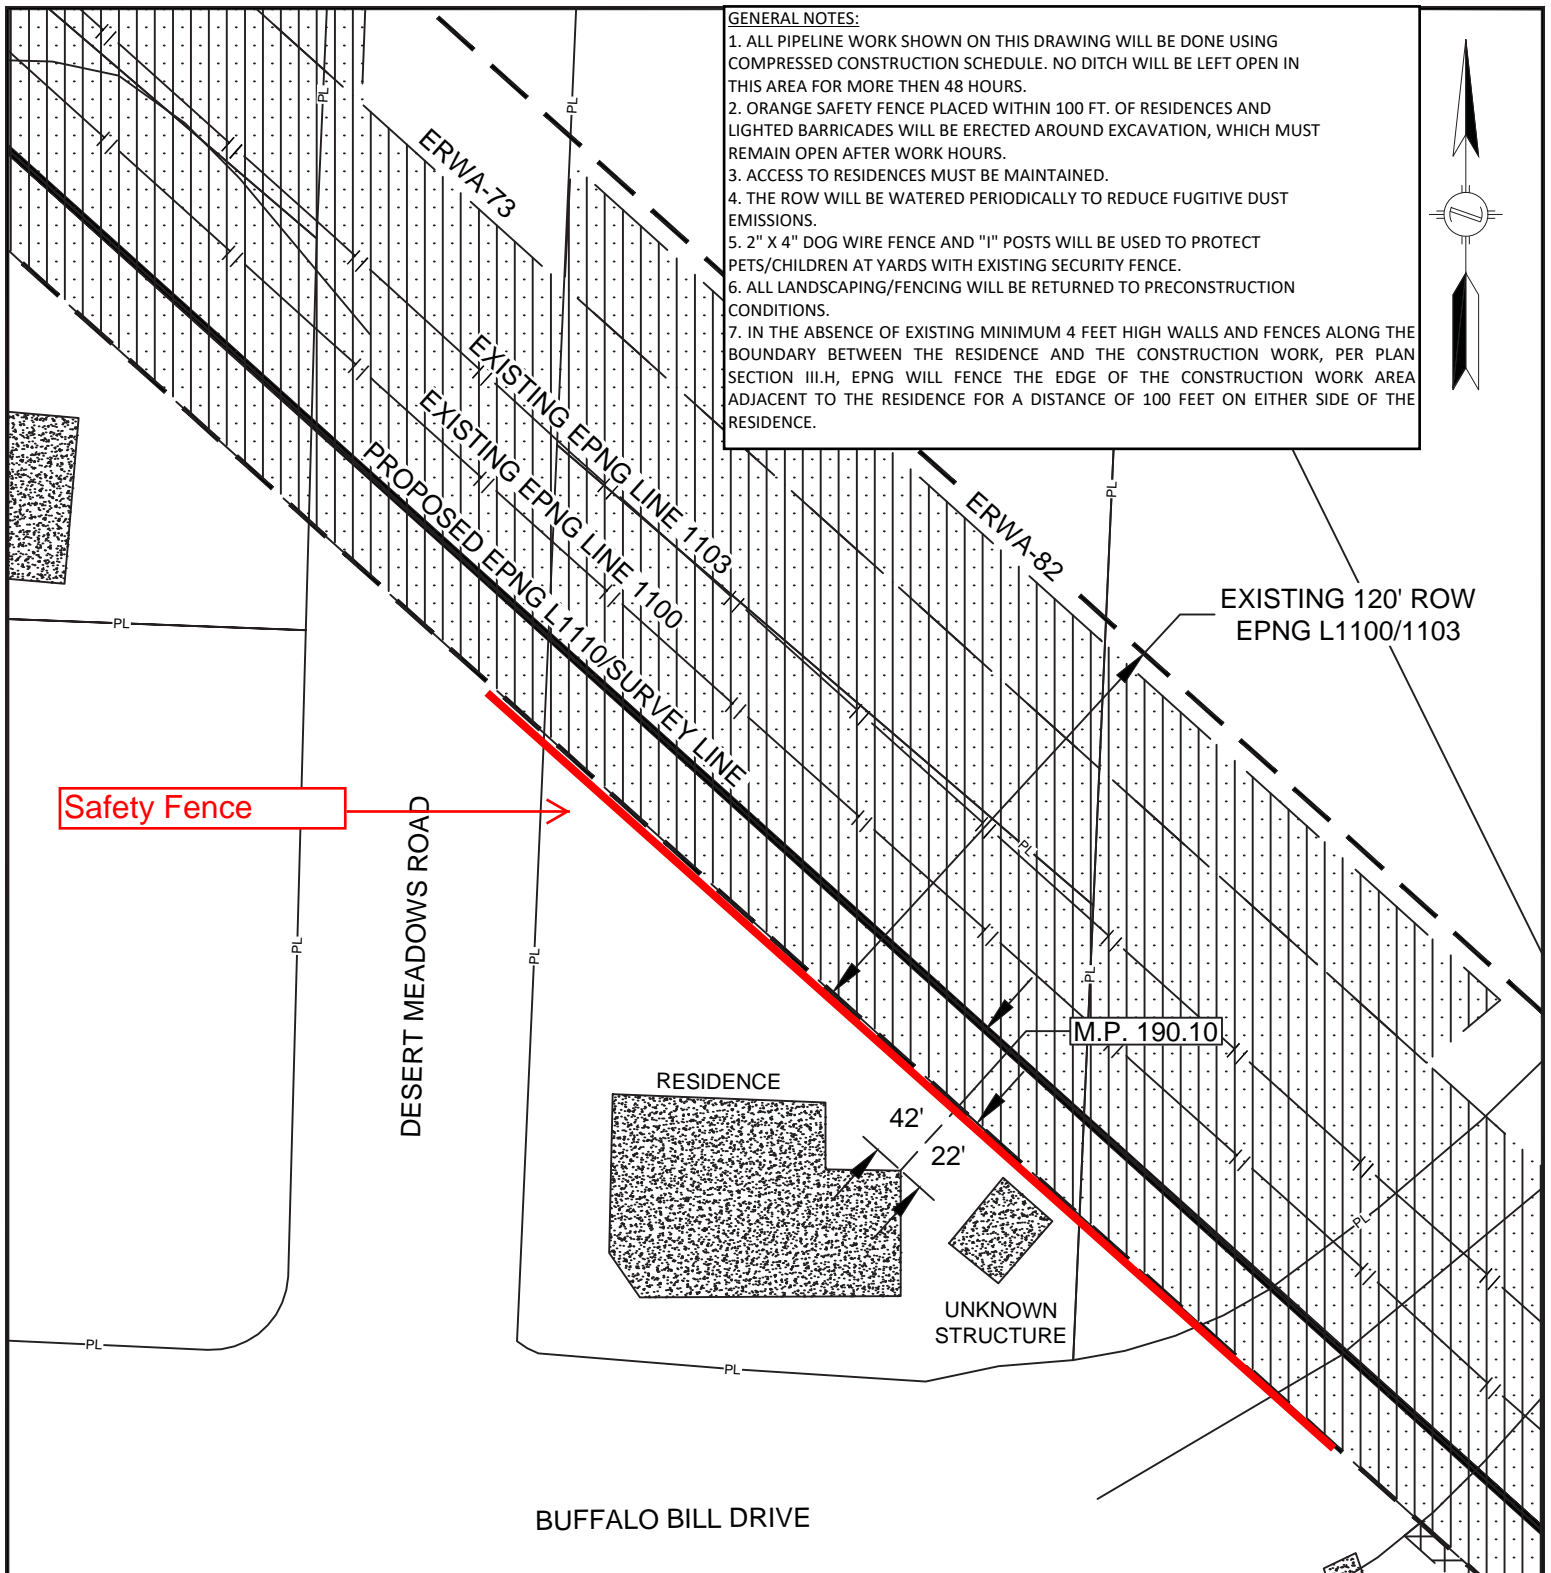 GENERAL NOTES:
1. ALL PIPELINE WORK SHOWN ON THIS DRAWING WILL BE DONE USING
COMPRESSED CONSTRUCTION SCHEDULE. NO DITCH WILL BE LEFT OPEN IN
THIS AREA FOR MORE THEN 48 HOURS.
2. ORANGE SAFETY FENCE PLACED WITHIN 100 FT. OF RESIDENCES AND
LIGHTED BARRICADES WILL BE ERECTED AROUND EXCAVATION, WHICH MUST
REMAIN OPEN AFTER WORK HOURS.
3. ACCESS TO RESIDENCES MUST BE MAINTAINED.
4. THE ROW WILL BE WATERED PERIODICALLY TO REDUCE FUGITIVE DUST
EMISSIONS.
5. 2" X 4" DOG WIRE FENCE AND "I" POSTS WILL BE USED TO PROTECT
PETS/CHILDREN AT YARDS WITH EXISTING SECURITY FENCE.
6. ALL LANDSCAPING/FENCING WILL BE RETURNED TO PRECONSTRUCTION
CONDITIONS.
7. IN THE ABSENCE OF EXISTING MINIMUM 4 FEET HIGH WALLS AND FENCES ALONG THE
BOUNDARY BETWEEN THE RESIDENCE AND THE CONSTRUCTION WORK, PER PLAN
SECTION III.H, EPNG WILL FENCE THE EDGE OF THE CONSTRUCTION WORK AREA
ADJACENT TO THE RESIDENCE FOR A DISTANCE OF 100 FEET ON EITHER SIDE OF THE
RESIDENCE.
PL
PL
ERWA-73
EXISTING EPNG LINE 1103
EXISTING EPNG LINE 1100
PROPOSED EPNG L1110/SURVEY LINE
PL
ERWA-82
EXISTING 120' ROW
EPNG L1100/1103
PL
Safety Fence
DESERT MEADOWS ROAD
PL
PL
PL
PL
M.P. 190.10
RESIDENCE
42'
22'
PL
UNKNOWN
STRUCTURE
PL
PL
BUFFALO BILL DRIVE